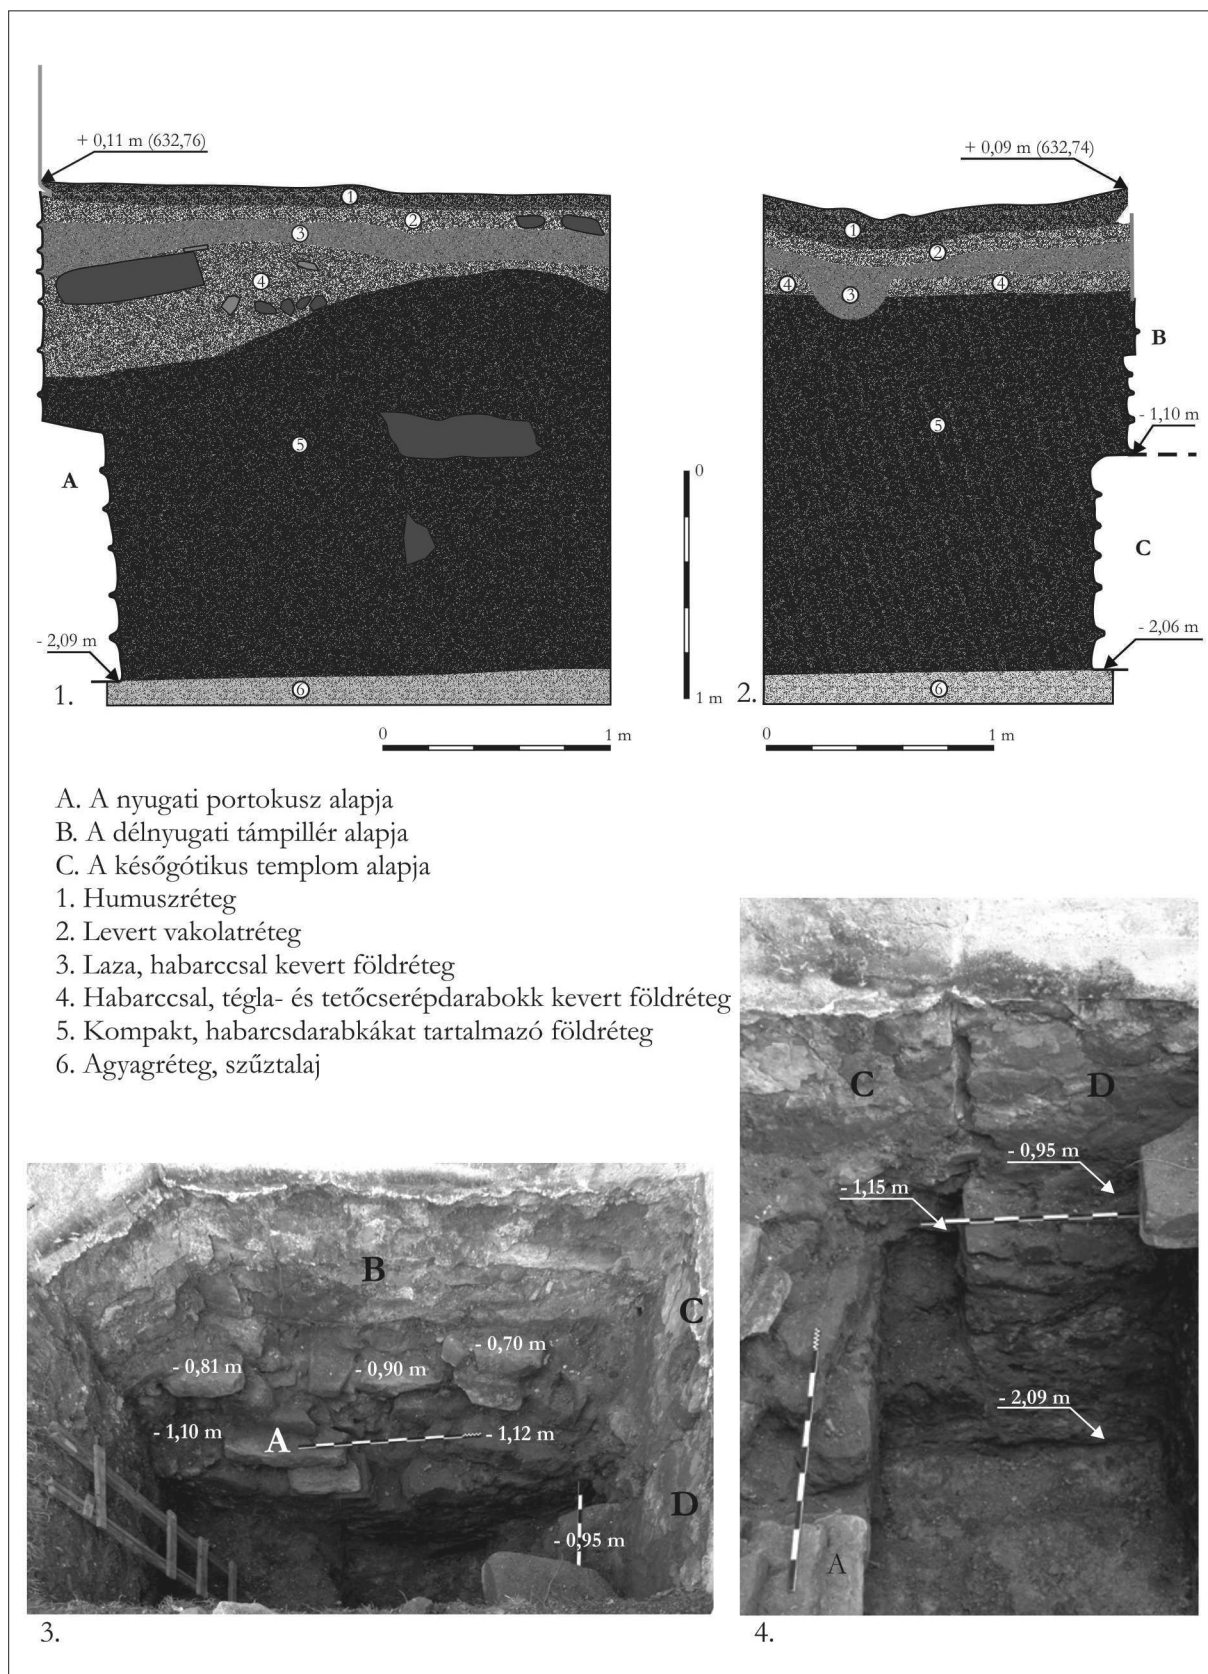 + 0,11 m (632,76)
1
2
3
4
5
A
0
1 m
- 2,09 m
6
1.
0
1 m
+ 0,09 m (632,74)
1
2
4
3
4
B
5
- 1,10 m
C
- 2,06 m
6
2.
0
1 m
A. A nyugati portokusz alapja
B. A délnyugati támpillér alapja
C. A későgótikus templom alapja
1. Humuszréteg
2. Levert vakolatréteg
3. Laza, habarccsal kevert földréteg
4. Habarccsal, tégla- és tetőcserépdarabokk kevert földréteg
5. Kompakt, habarcsdarabkákat tartalmazó földréteg
6. Agyagréteg, szűztalaj
B
C
- 0,70 m
- 0,81 m
- 0,90 m
- 1,10 m
A
- 1,12 m
D
- 0,95 m
3.
C
D
- 0,95 m
- 1,15 m
- 2,09 m
A
4.